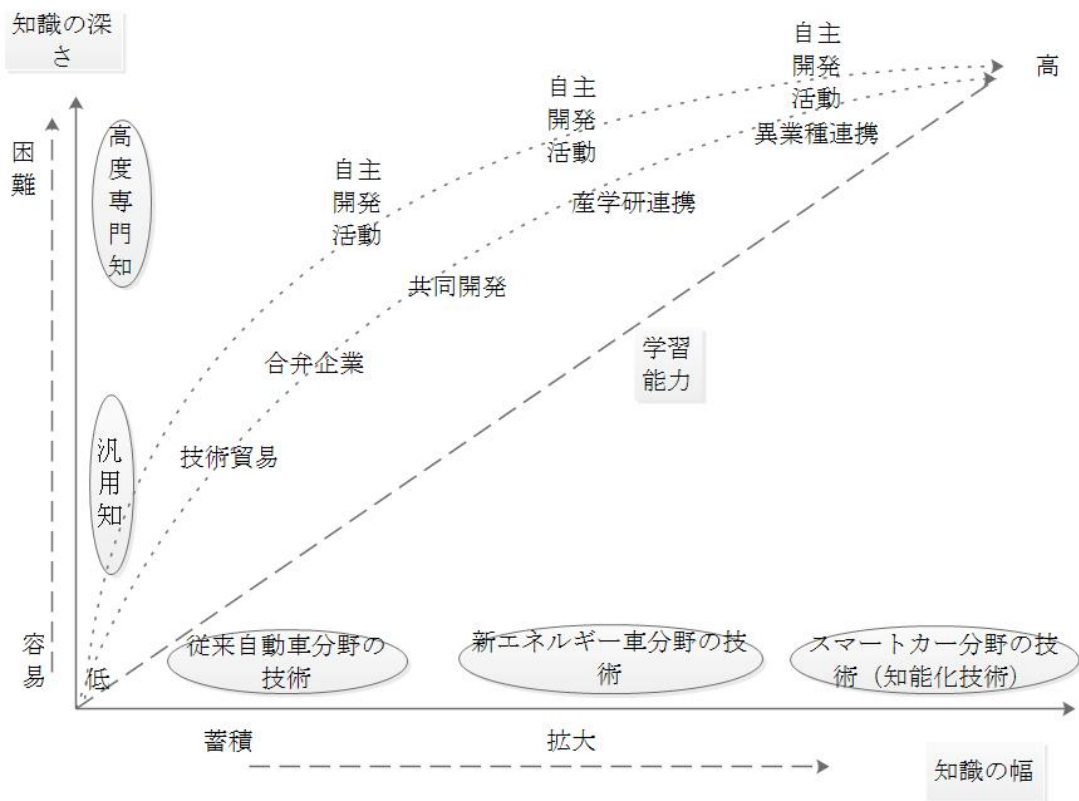 知識の深
さ
困
難
容
易
高
度
専
門
知
汎
用
知
自主
開発
活動
自主
開発
活動
自主
開発
活動
高
異業種連携
産学研連携
共同開発
合弁企業
技術貿易
学習
能力
低
従来自動車分野の
技術
新エネルギー車分野の技
術
スマートカー分野の技
術（知能化技術）
蓄積
拡大
知識の幅